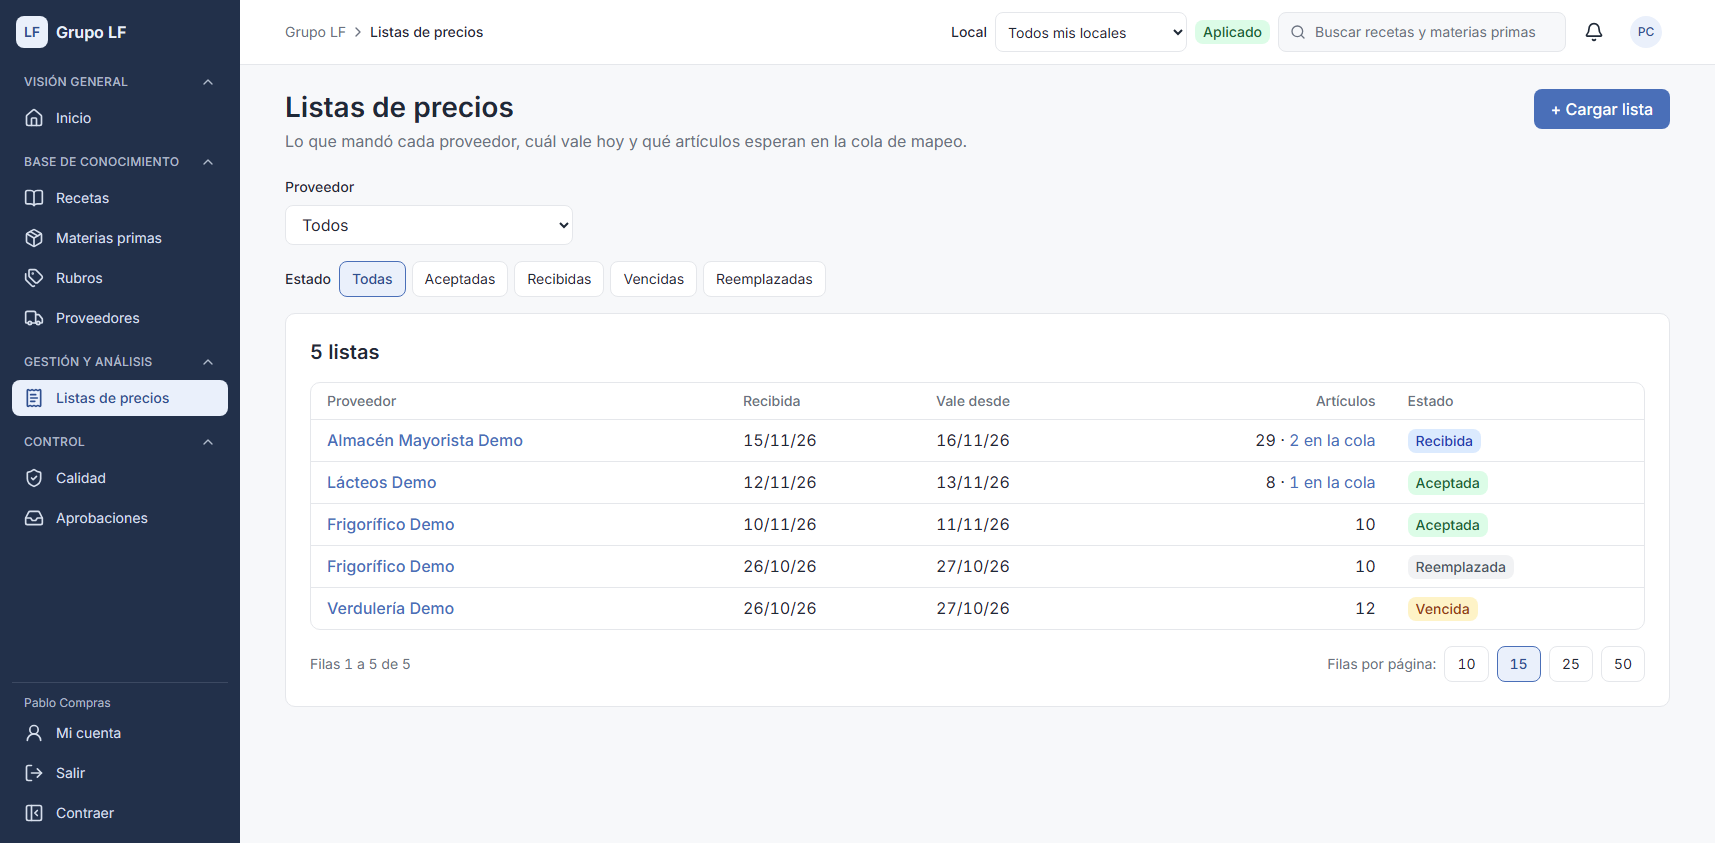 LF Grupo LF
VISIÓN GENERAL
Inicio
BASE DE CONOCIMIENTO
Recetas
Materias primas
Rubros
Proveedores
GESTIÓN Y ANÁLISIS
Listas de precios
CONTROL
Calidad
Aprobaciones
Pablo Compras
Mi cuenta
Salir
Contraer
Grupo LF > Listas de precios
Local Todos mis locales Aplicado Buscar recetas y materias primas PC
Listas de precios
+ Cargar lista
Lo que mandó cada proveedor, cuál vale hoy y qué artículos esperan en la cola de mapeo.
Proveedor
Todos
Estado Todas Aceptadas Recibidas Vencidas Reemplazadas
5 listas
Proveedor Recibida Vale desde Artículos Estado
Almacén Mayorista Demo 15/11/26 16/11/26 29 · 2 en la cola Recibida
Lácteos Demo 12/11/26 13/11/26 8 · 1 en la cola Aceptada
Frigorífico Demo 10/11/26 11/11/26 10 Aceptada
Frigorífico Demo 26/10/26 27/10/26 10 Reemplazada
Verdulería Demo 26/10/26 27/10/26 12 Vencida
Filas 1 a 5 de 5 Filas por página: 10 15 25 50